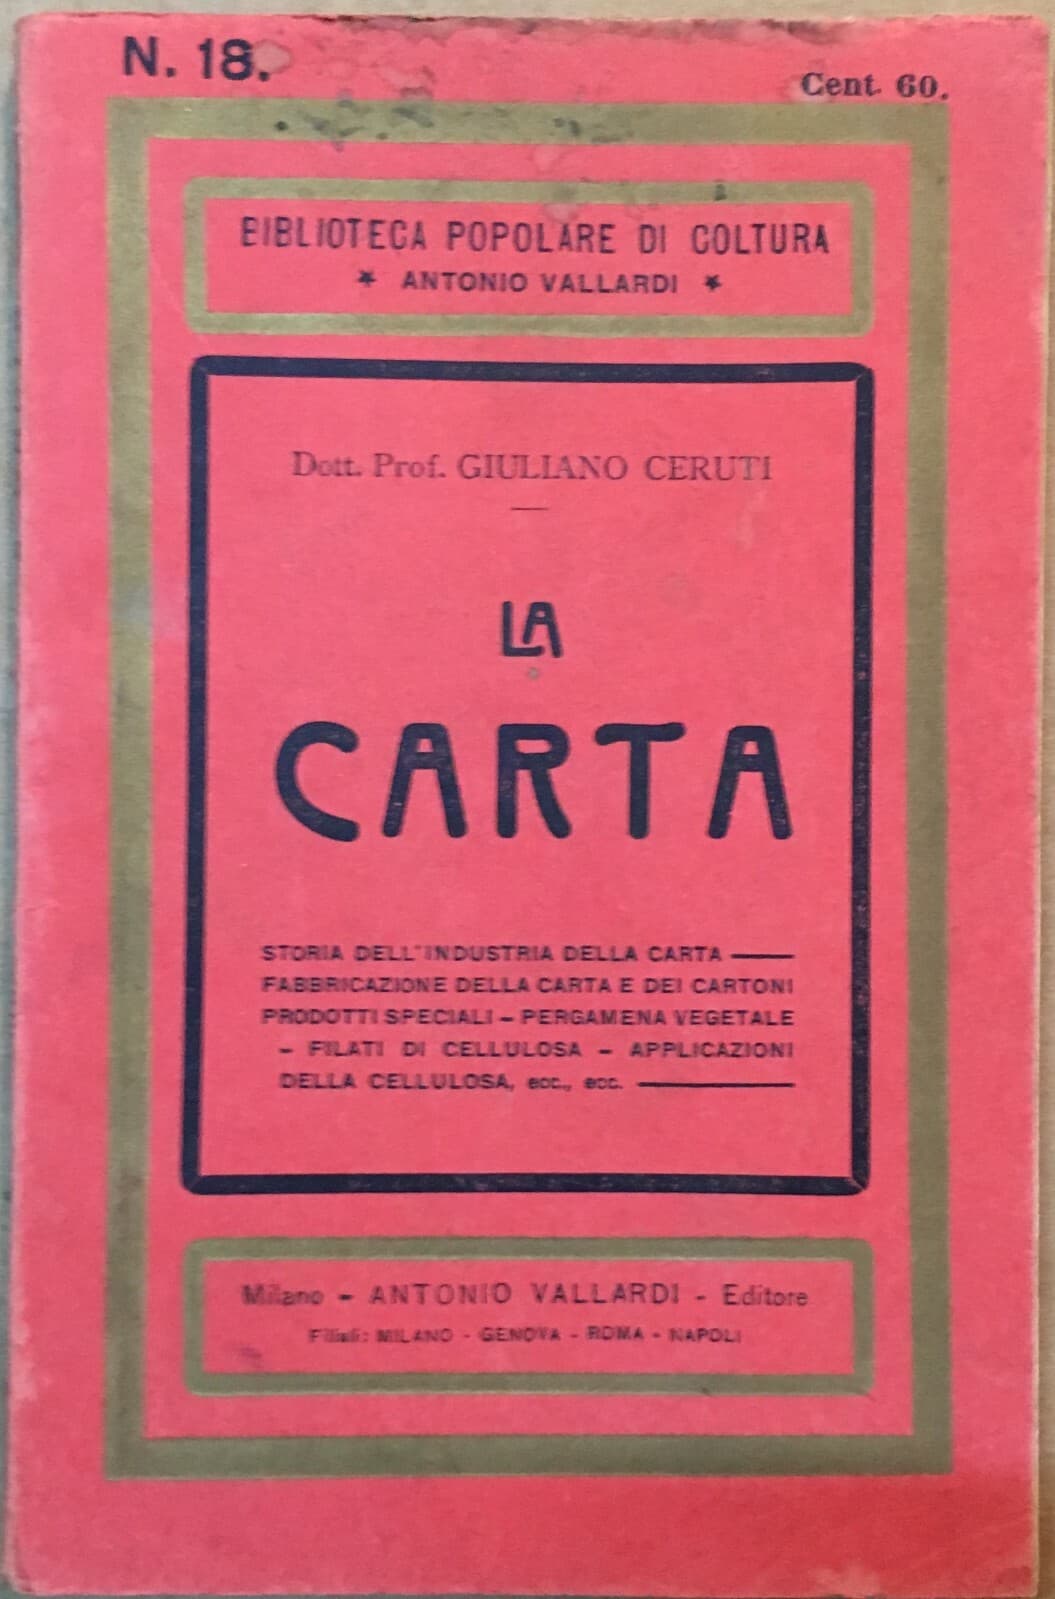 N. 18.
Cent. 60.
BIBLIOTECA POPOLARE DI COLTURA
* ANTONIO VALLARDI *
Dott. Prof. GIULIANO CERUTI
LA
CARTA
STORIA DELL'INDUSTRIA DELLA CARTA —
FABBRICAZIONE DELLA CARTA E DEI CARTONI
PRODOTTI SPECIALI – PERGAMENA VEGETALE
– FILATI DI CELLULOSA – APPLICAZIONI
DELLA CELLULOSA, ecc., ecc. —
Milano - ANTONIO VALLARDI - Editore
Filiali: MILANO - GENOVA - ROMA - NAPOLI